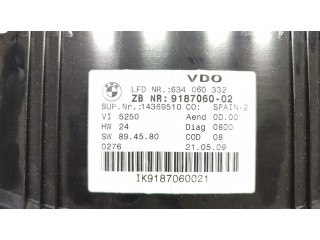 VDO
LFD NR.:634 060 332
ZB NR:9187060-02
SUP.Nr.:14369510 CO: SPAIN-2
VI 5250 Aend 0D.00
HW 24 Diag 0800
SW 89.45.80 COD 08
0276 21.05.09
IK9187060021